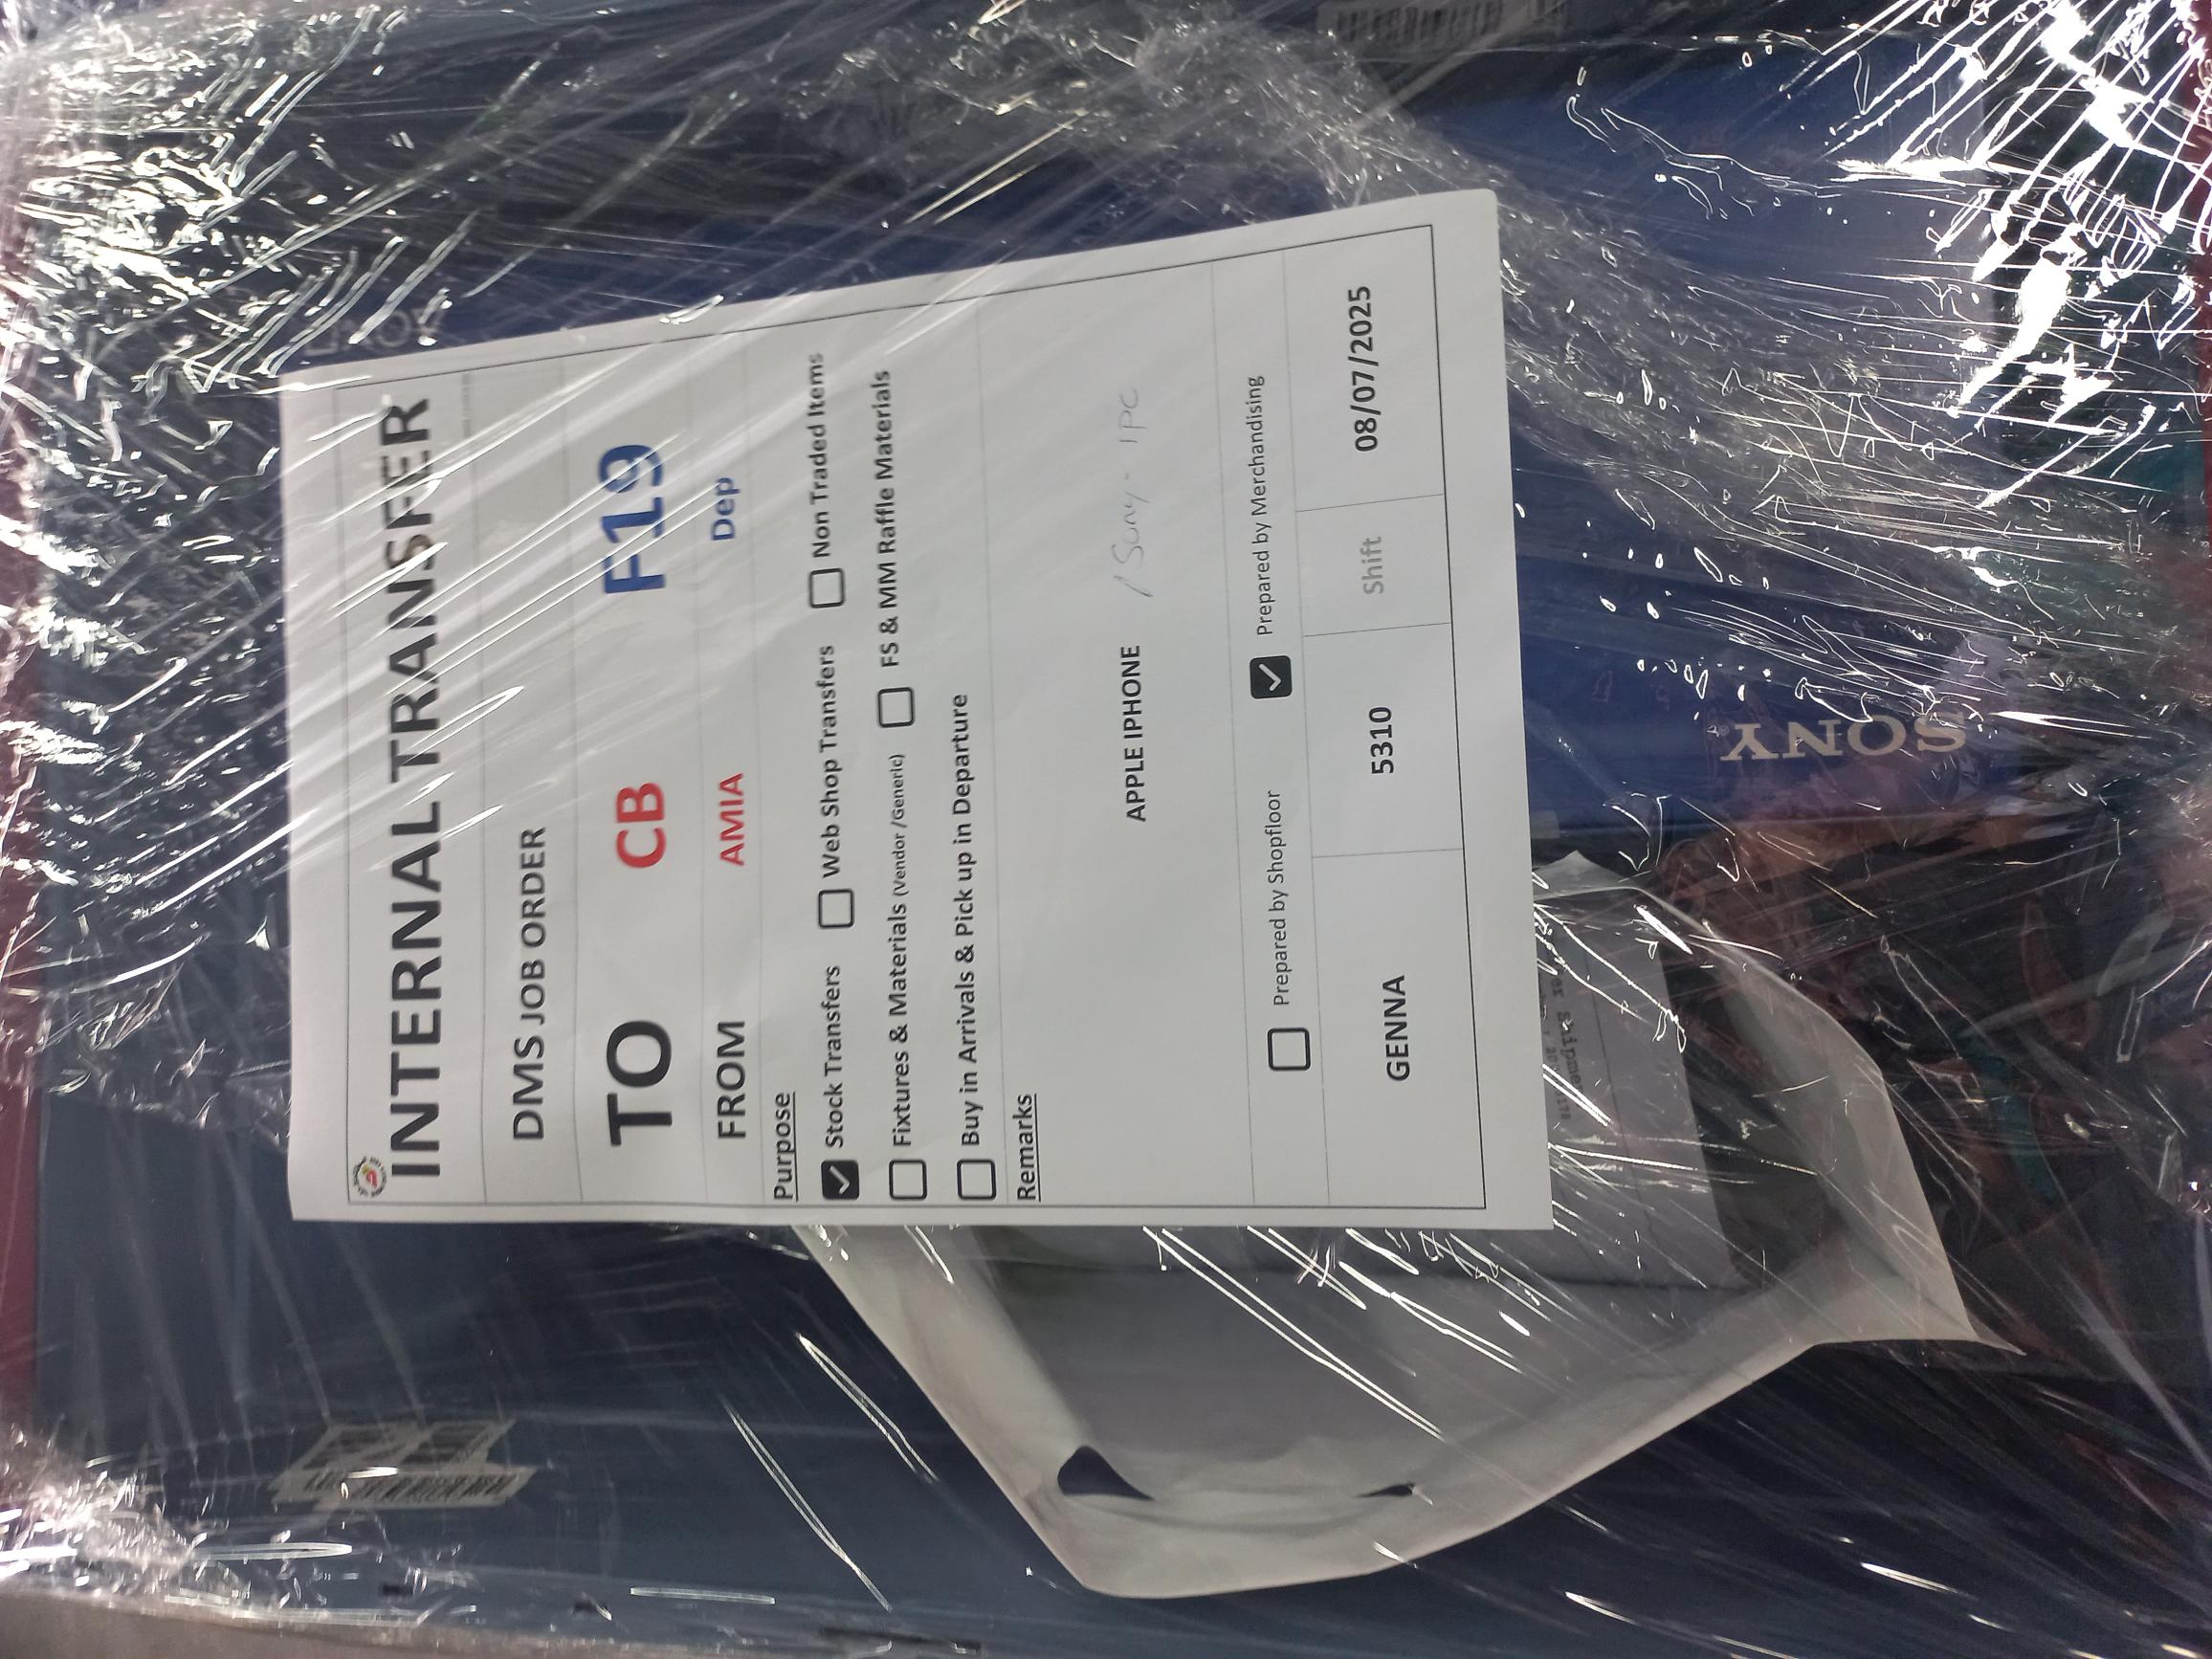 INTERNAL TRANSFER
DMS JOB ORDER
TO CB F19
FROM AMIA Dep
Purpose
Stock Transfers Web Shop Transfers Non Traded Items
Fixtures & Materials (Vendor /Generic) FS & MM Raffle Materials
Buy in Arrivals & Pick up in Departure
Remarks
APPLE IPHONE / Sony - 1PC
Prepared by Shopfloor Prepared by Merchandising
GENNA 5310 Shift 08/07/2025
SONY